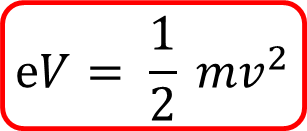 eV = 1/2 mv²